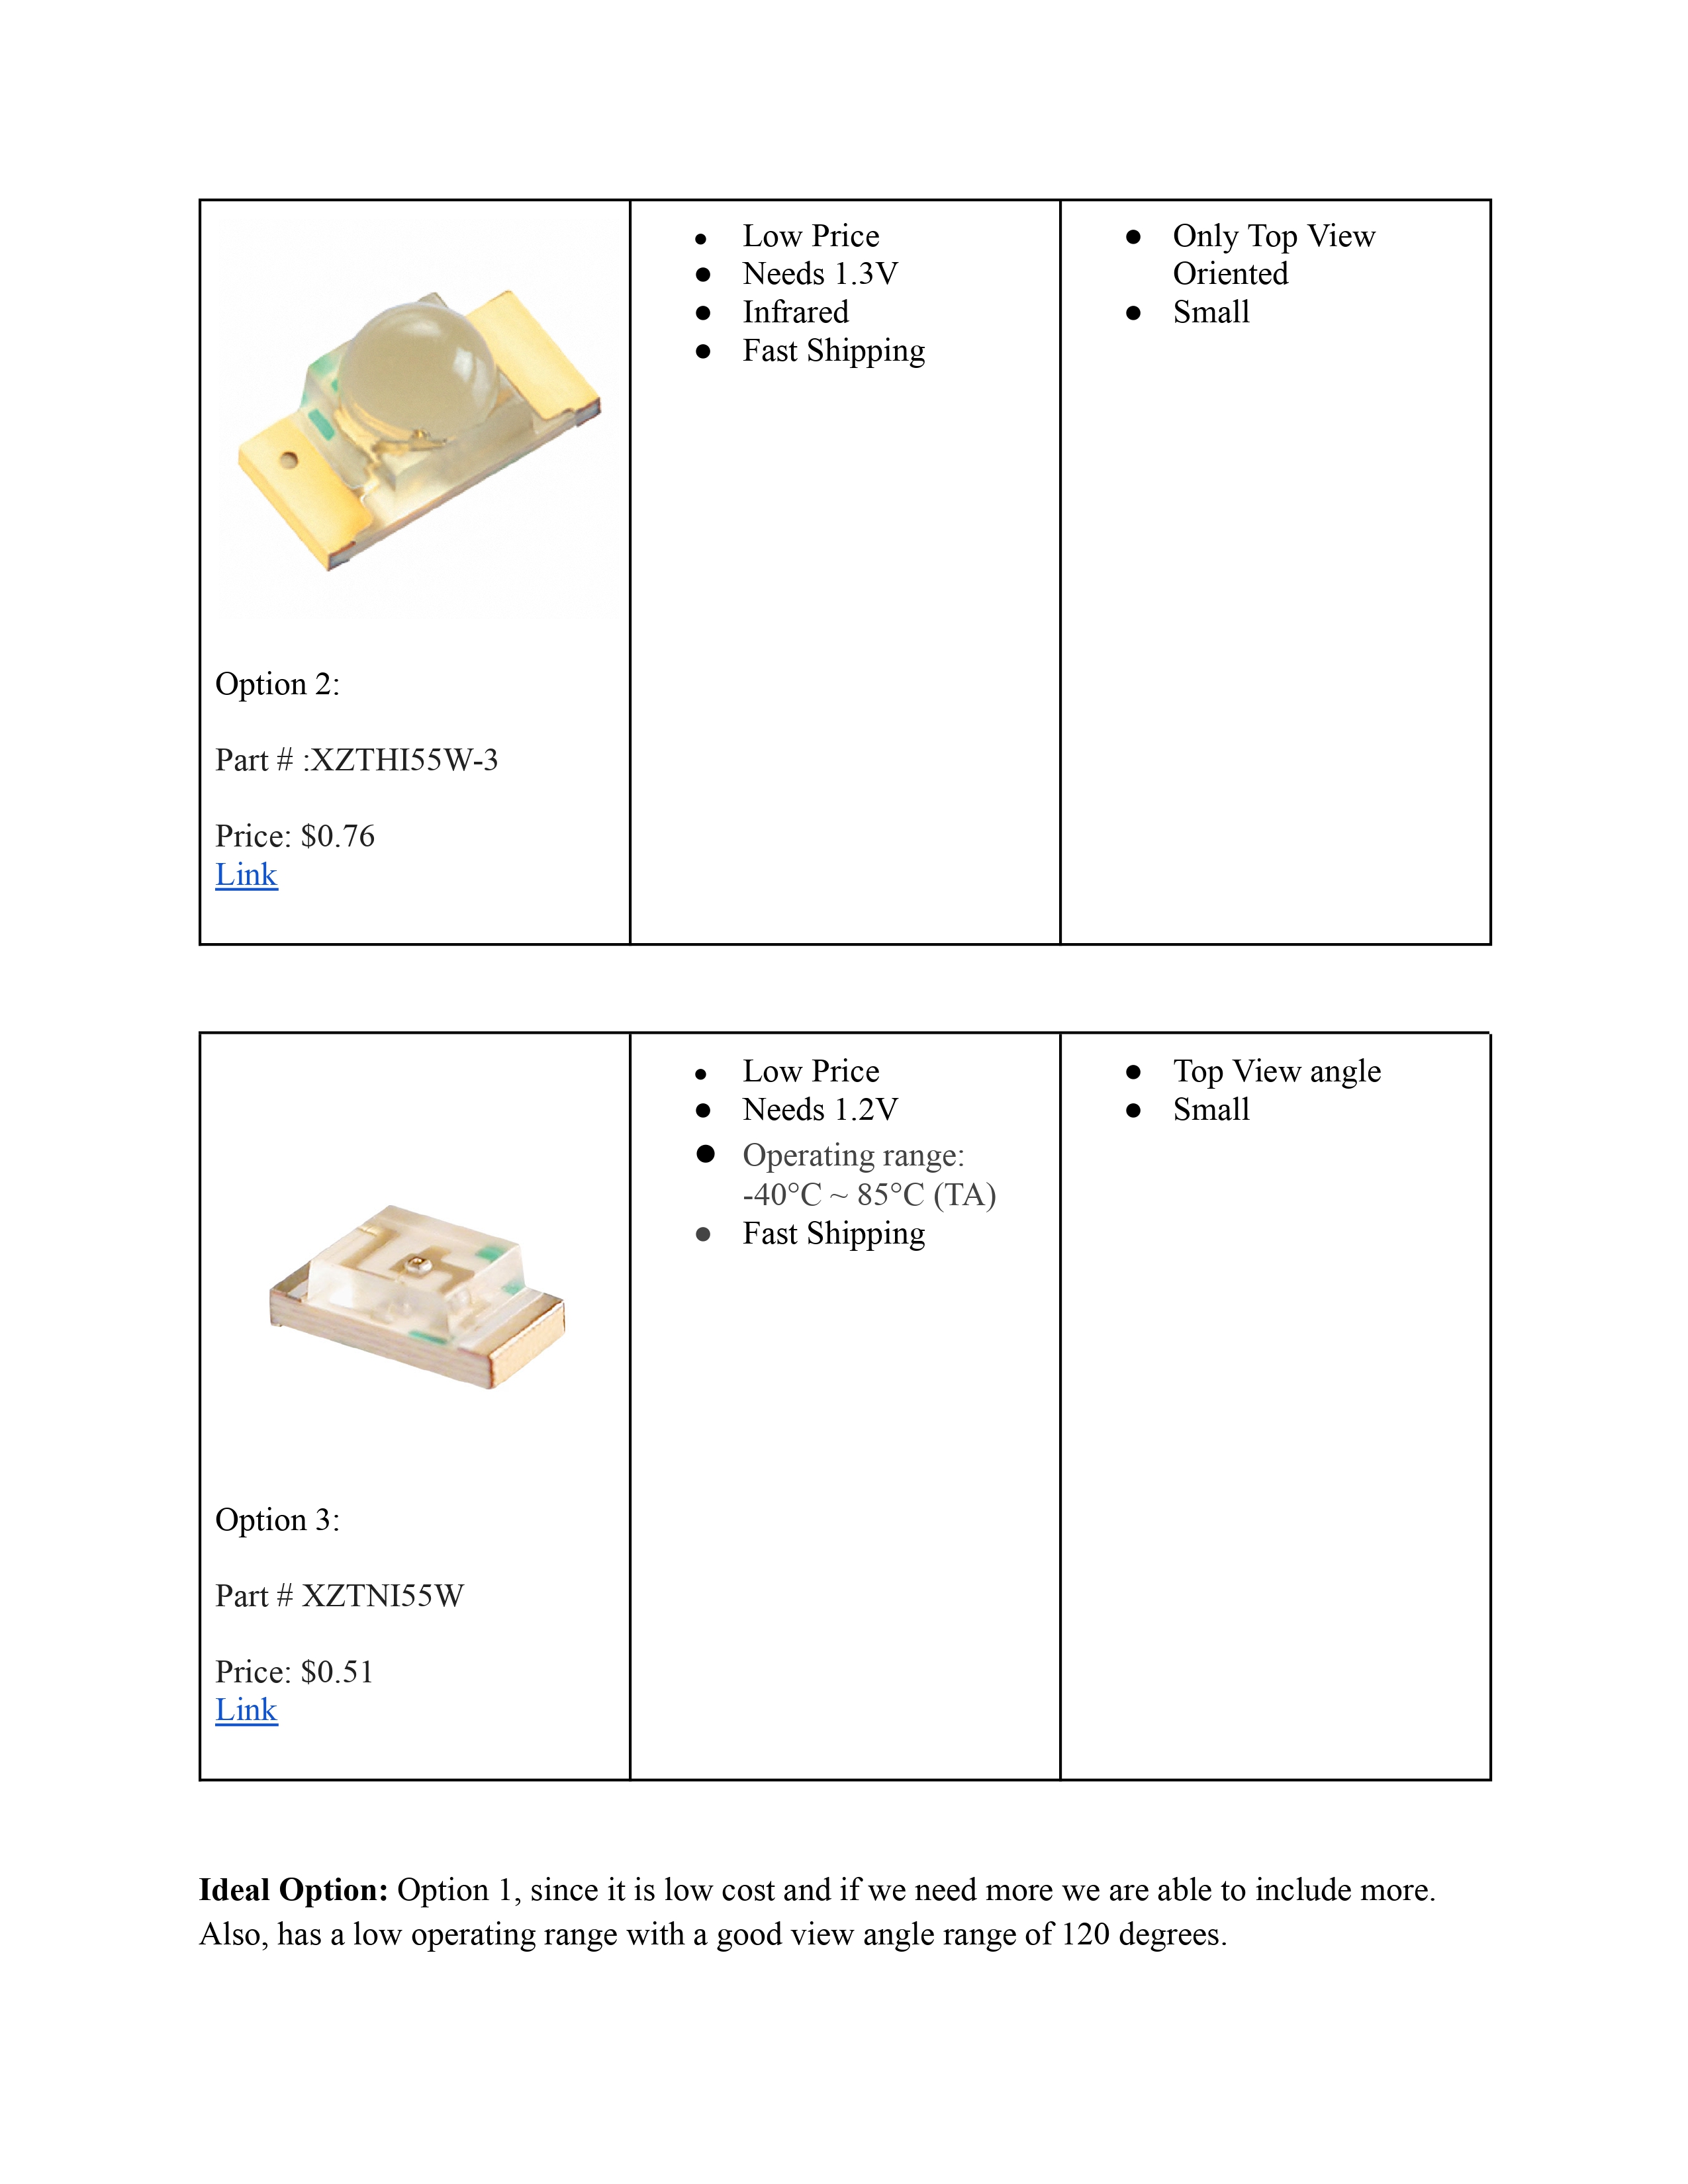 ● Low Price
● Needs 1.3V
● Infrared
● Fast Shipping
● Only Top View
Oriented
● Small
Option 2:
Part # :XZTHI55W-3
Price: $0.76
Link
● Low Price
● Needs 1.2V
● Operating range:
-40°C ~ 85°C (TA)
● Fast Shipping
● Top View angle
● Small
Option 3:
Part # XZTNI55W
Price: $0.51
Link
Ideal Option: Option 1, since it is low cost and if we need more we are able to include more.
Also, has a low operating range with a good view angle range of 120 degrees.